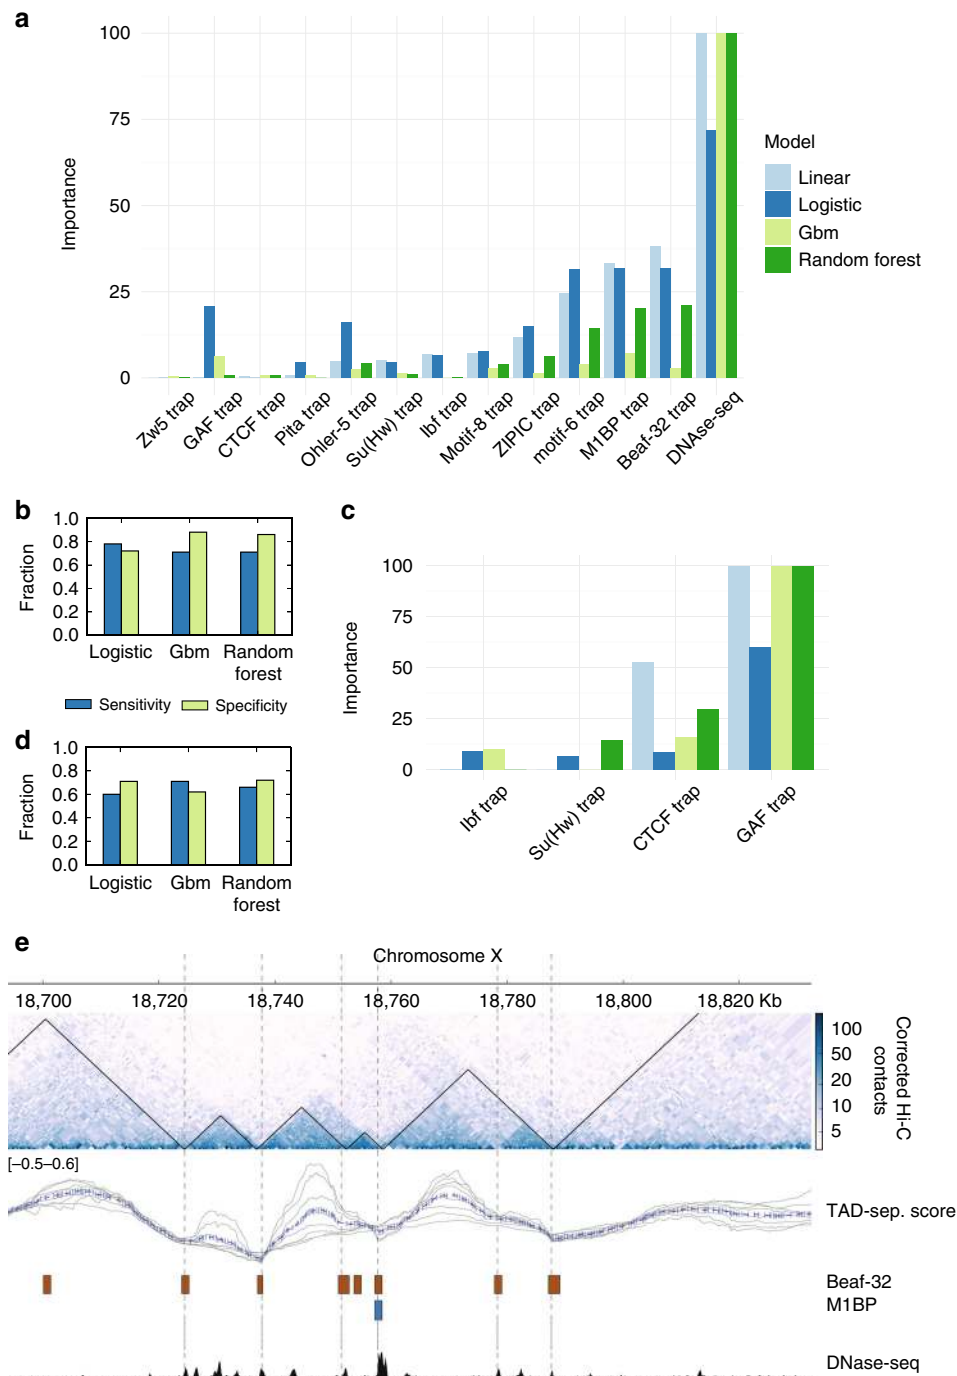 a
100
75
50
25
0
Importance
Zw5 trap
GAF trap
CTCF trap
Pita trap
Ohler-5 trap
Su(Hw) trap
Ibf trap
Motif-8 trap
ZIPIC trap
motif-6 trap
M1BP trap
Beaf-32 trap
DNAse-seq
Model
Linear
Logistic
Gbm
Random forest
b
1.0
0.8
0.6
0.4
0.2
0.0
Fraction
Logistic
Gbm
Random
forest
Sensitivity
Specificity
c
100
75
50
25
0
Importance
Ibf trap
Su(Hw) trap
CTCF trap
GAF trap
d
1.0
0.8
0.6
0.4
0.2
0.0
Fraction
Logistic
Gbm
Random
forest
e
Chromosome X
18,700
18,720
18,740
18,760
18,780
18,800
18,820 Kb
100
50
20
10
5
Corrected Hi-C
contacts
[–0.5–0.6]
TAD-sep. score
Beaf-32
M1BP
DNase-seq